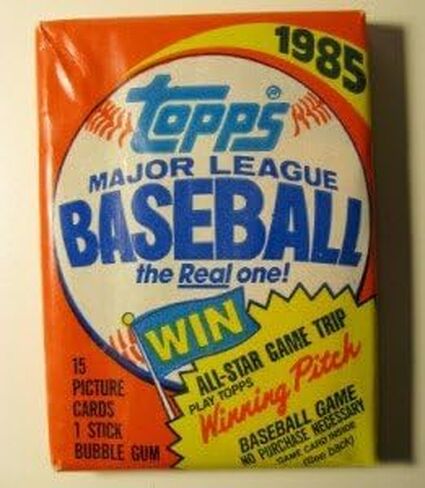 1985
Topps®
MAJOR LEAGUE
BASEBALL
the Real one!
WIN
ALL-STAR GAME TRIP
PLAY TOPPS
Winning Pitch
BASEBALL GAME
NO PURCHASE NECESSARY
GAME CARD INSIDE
(See back)
15
PICTURE
CARDS
1 STICK
BUBBLE GUM